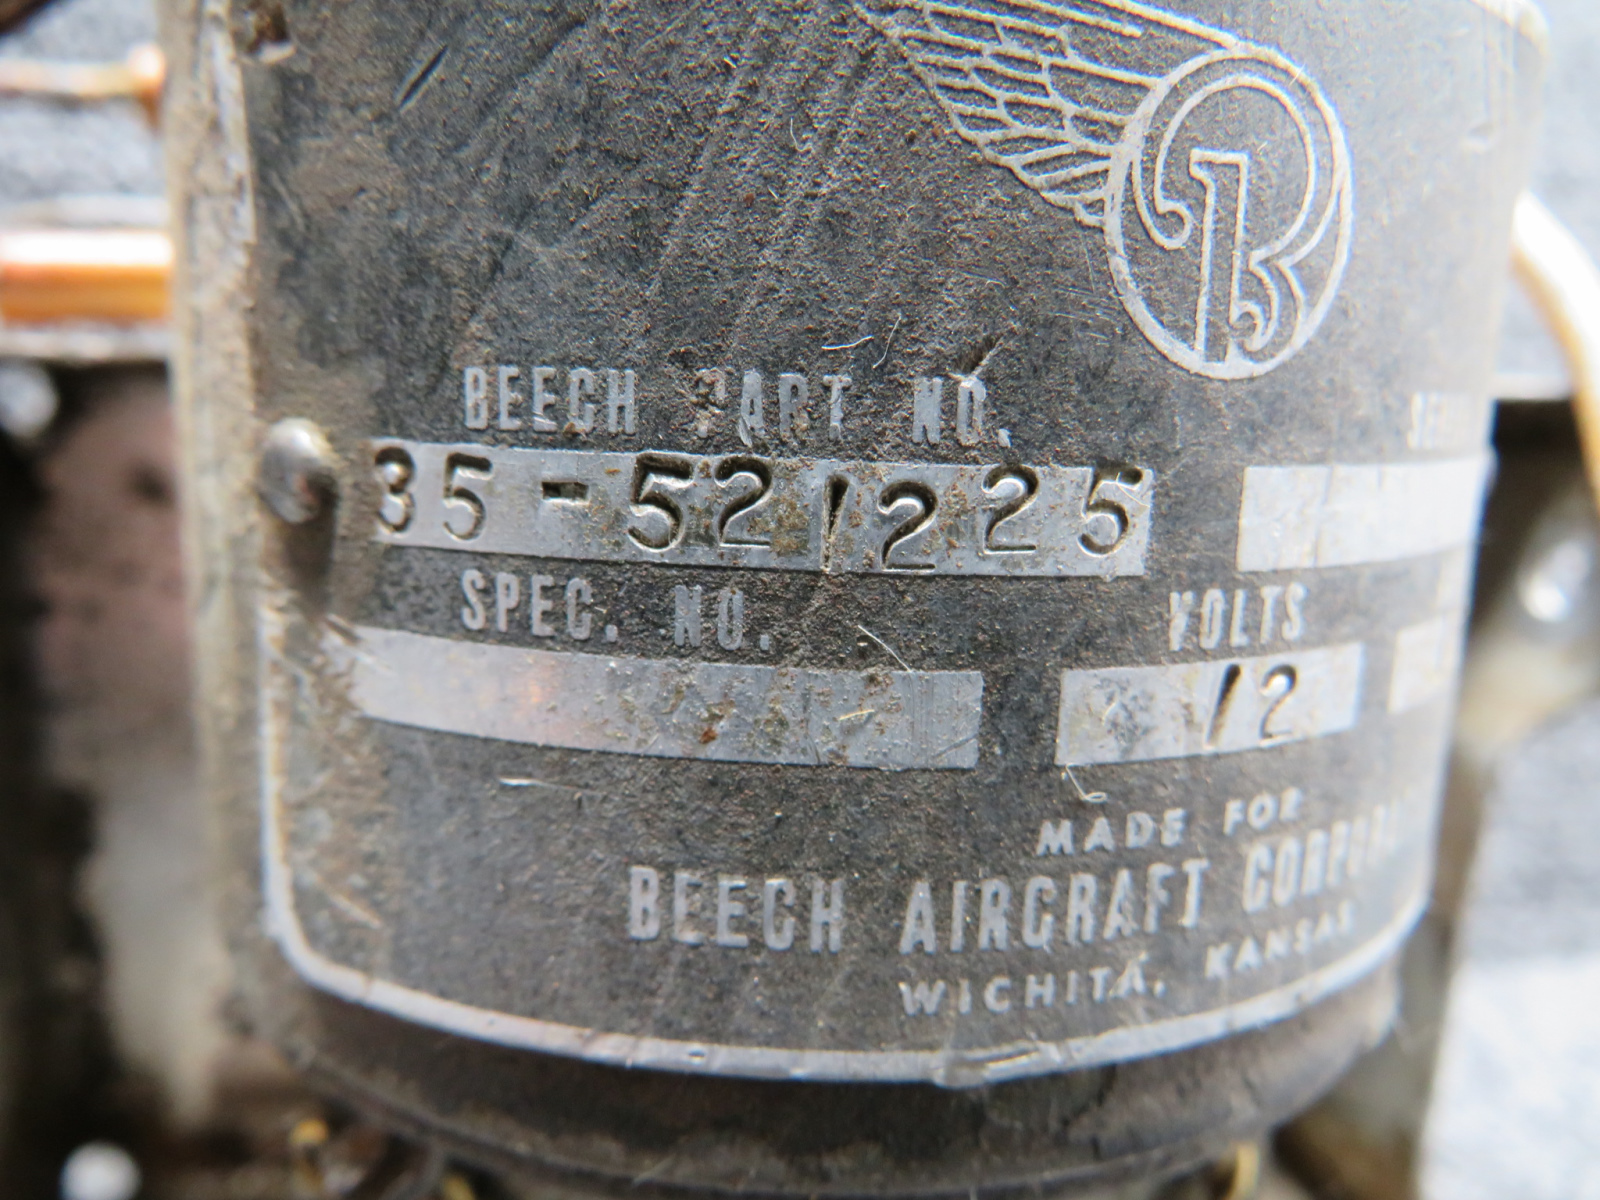 B
BEECH PART NO.
35-521225
SPEC. NO. VOLTS
12
MADE FOR
BEECH AIRCRAFT
WICHITA, KANSAS